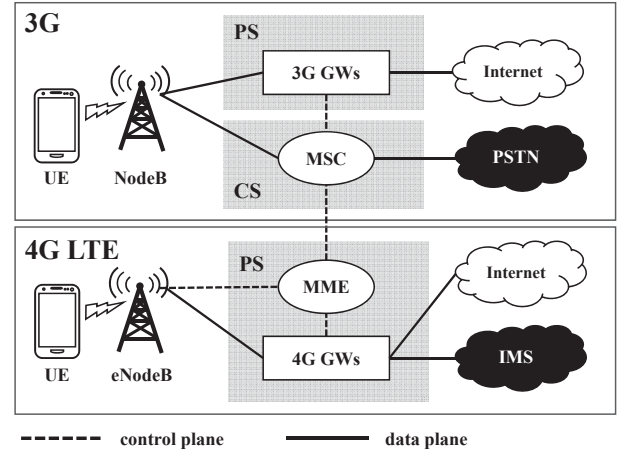 3G
PS
3G GWs
Internet
MSC
PSTN
UE
NodeB
CS
4G LTE
PS
Internet
MME
4G GWs
IMS
UE
eNodeB
control plane
data plane